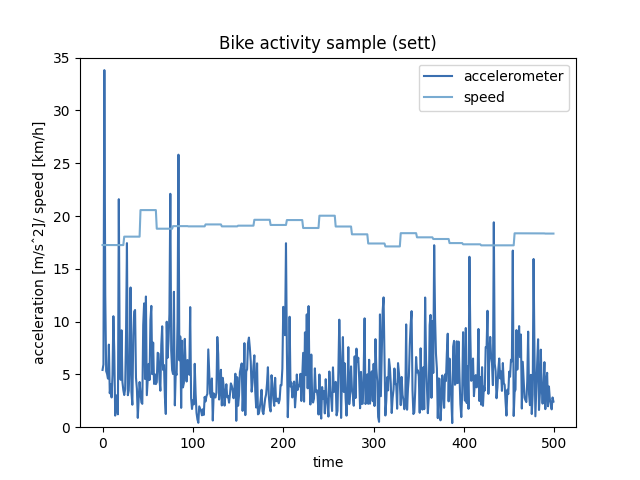 Bike activity sample (sett)
acceleration [m/s^2]/ speed [km/h]
35
30
25
20
15
10
5
0
accelerometer
speed
0 100 200 300 400 500
time